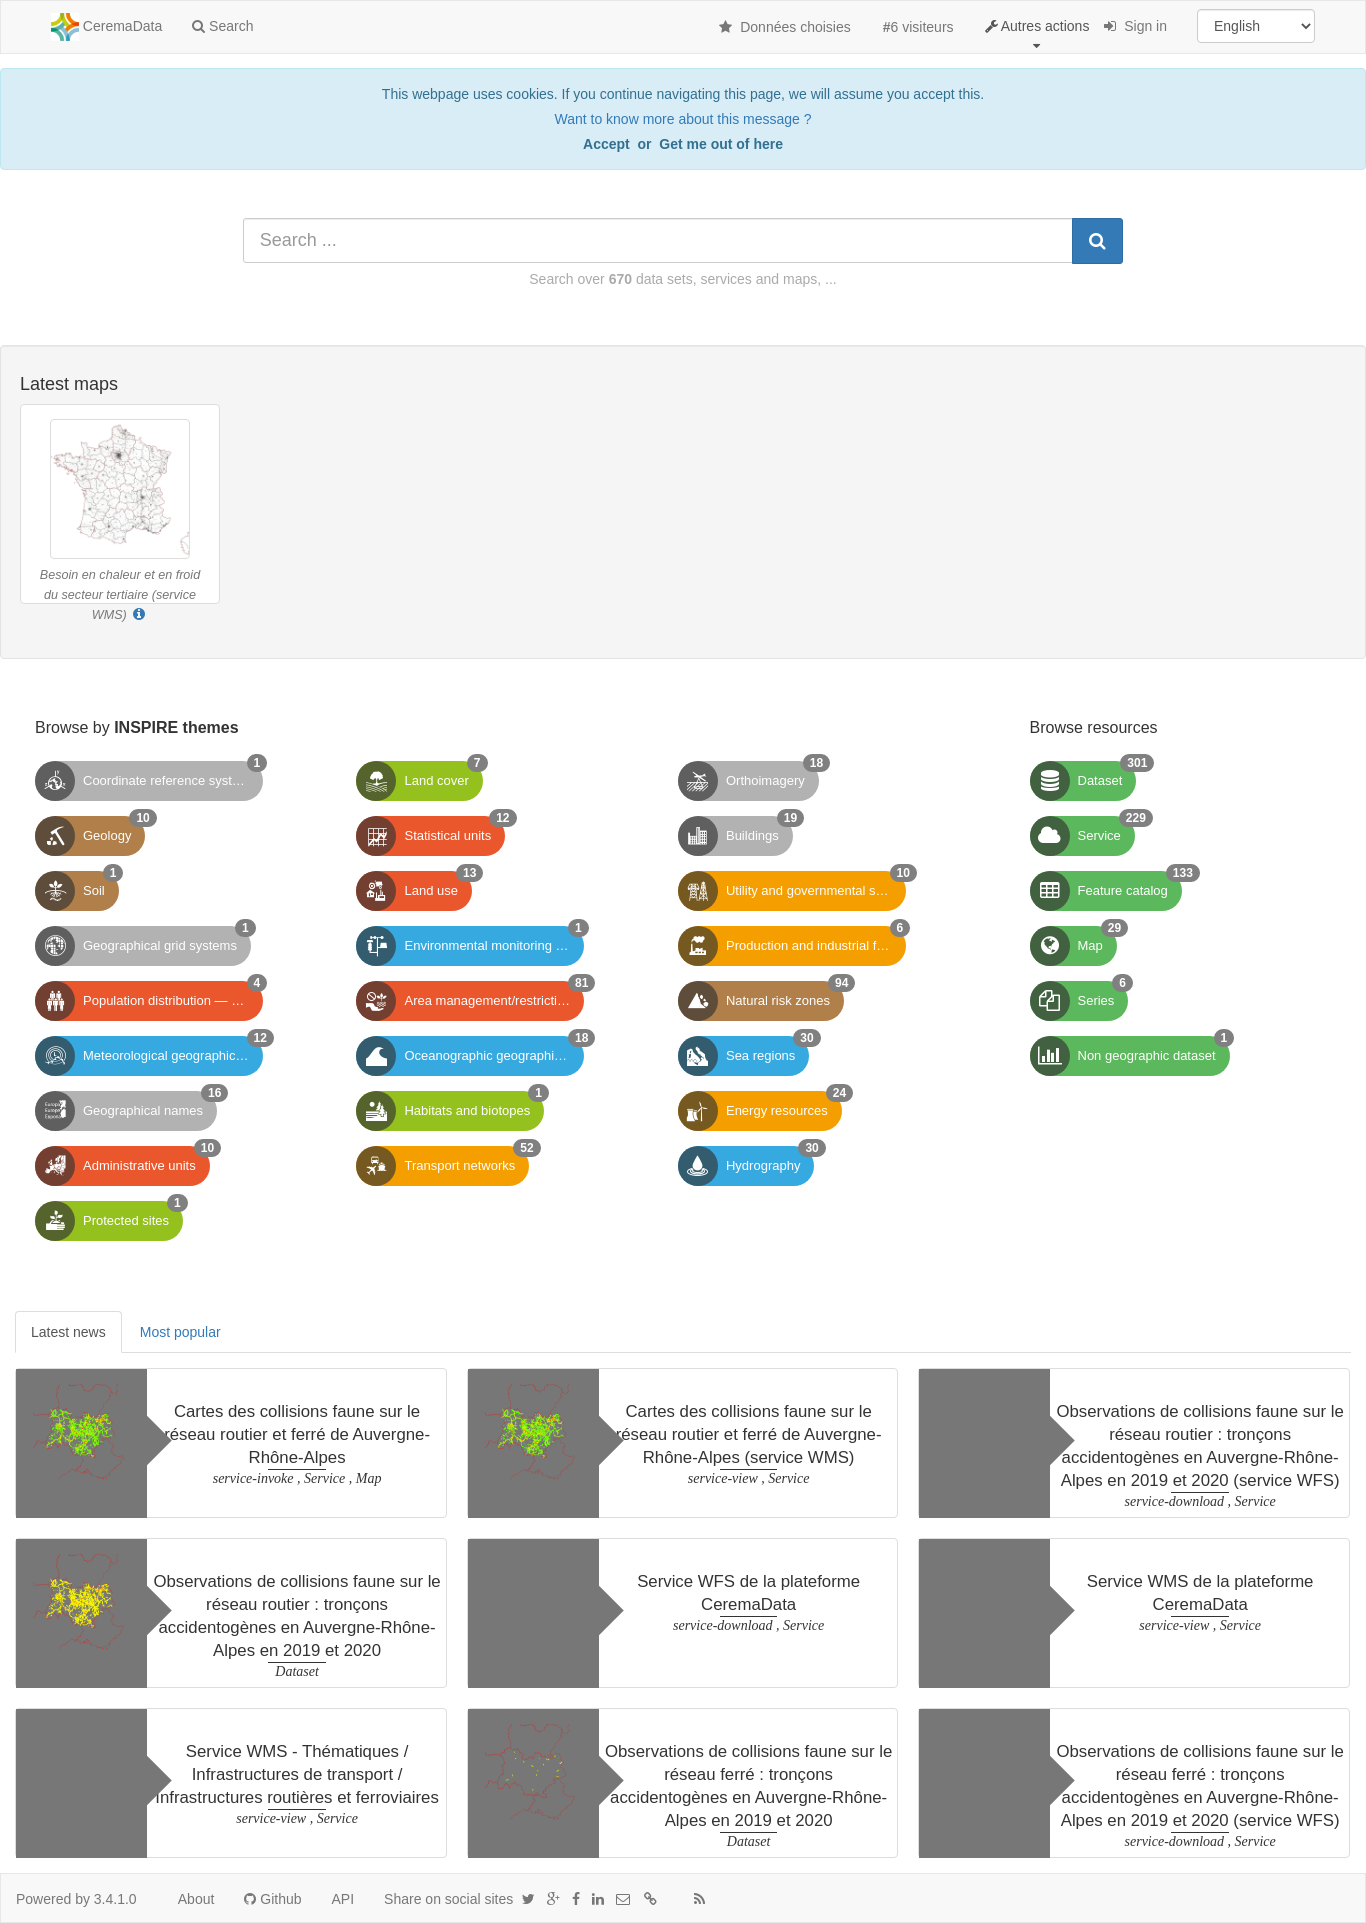 CeremaData Search Données choisies #6 visiteurs Autres actions Sign in English
This webpage uses cookies. If you continue navigating this page, we will assume you accept this.
Want to know more about this message ?
Accept or Get me out of here
Search ...
Search over 670 data sets, services and maps, ...
Latest maps
Besoin en chaleur et en froid
du secteur tertiaire (service
WMS)
Browse by INSPIRE themes
Coordinate reference syst… 1
Land cover 7
Orthoimagery 18
Geology 10
Statistical units 12
Buildings 19
Soil 1
Land use 13
Utility and governmental s… 10
Geographical grid systems 1
Environmental monitoring … 1
Production and industrial f… 6
Population distribution — … 4
Area management/restricti… 81
Natural risk zones 94
Meteorological geographic… 12
Oceanographic geographi… 18
Sea regions 30
Geographical names 16
Habitats and biotopes 1
Energy resources 24
Administrative units 10
Transport networks 52
Hydrography 30
Protected sites 1
Browse resources
Dataset 301
Service 229
Feature catalog 133
Map 29
Series 6
Non geographic dataset 1
Latest news Most popular
Cartes des collisions faune sur le
réseau routier et ferré de Auvergne-
Rhône-Alpes
service-invoke , Service , Map
Cartes des collisions faune sur le
réseau routier et ferré de Auvergne-
Rhône-Alpes (service WMS)
service-view , Service
Observations de collisions faune sur le
réseau routier : tronçons
accidentogènes en Auvergne-Rhône-
Alpes en 2019 et 2020 (service WFS)
service-download , Service
Observations de collisions faune sur le
réseau routier : tronçons
accidentogènes en Auvergne-Rhône-
Alpes en 2019 et 2020
Dataset
Service WFS de la plateforme
CeremaData
service-download , Service
Service WMS de la plateforme
CeremaData
service-view , Service
Service WMS - Thématiques /
Infrastructures de transport /
Infrastructures routières et ferroviaires
service-view , Service
Observations de collisions faune sur le
réseau ferré : tronçons
accidentogènes en Auvergne-Rhône-
Alpes en 2019 et 2020
Dataset
Observations de collisions faune sur le
réseau ferré : tronçons
accidentogènes en Auvergne-Rhône-
Alpes en 2019 et 2020 (service WFS)
service-download , Service
Powered by 3.4.1.0 About Github API Share on social sites